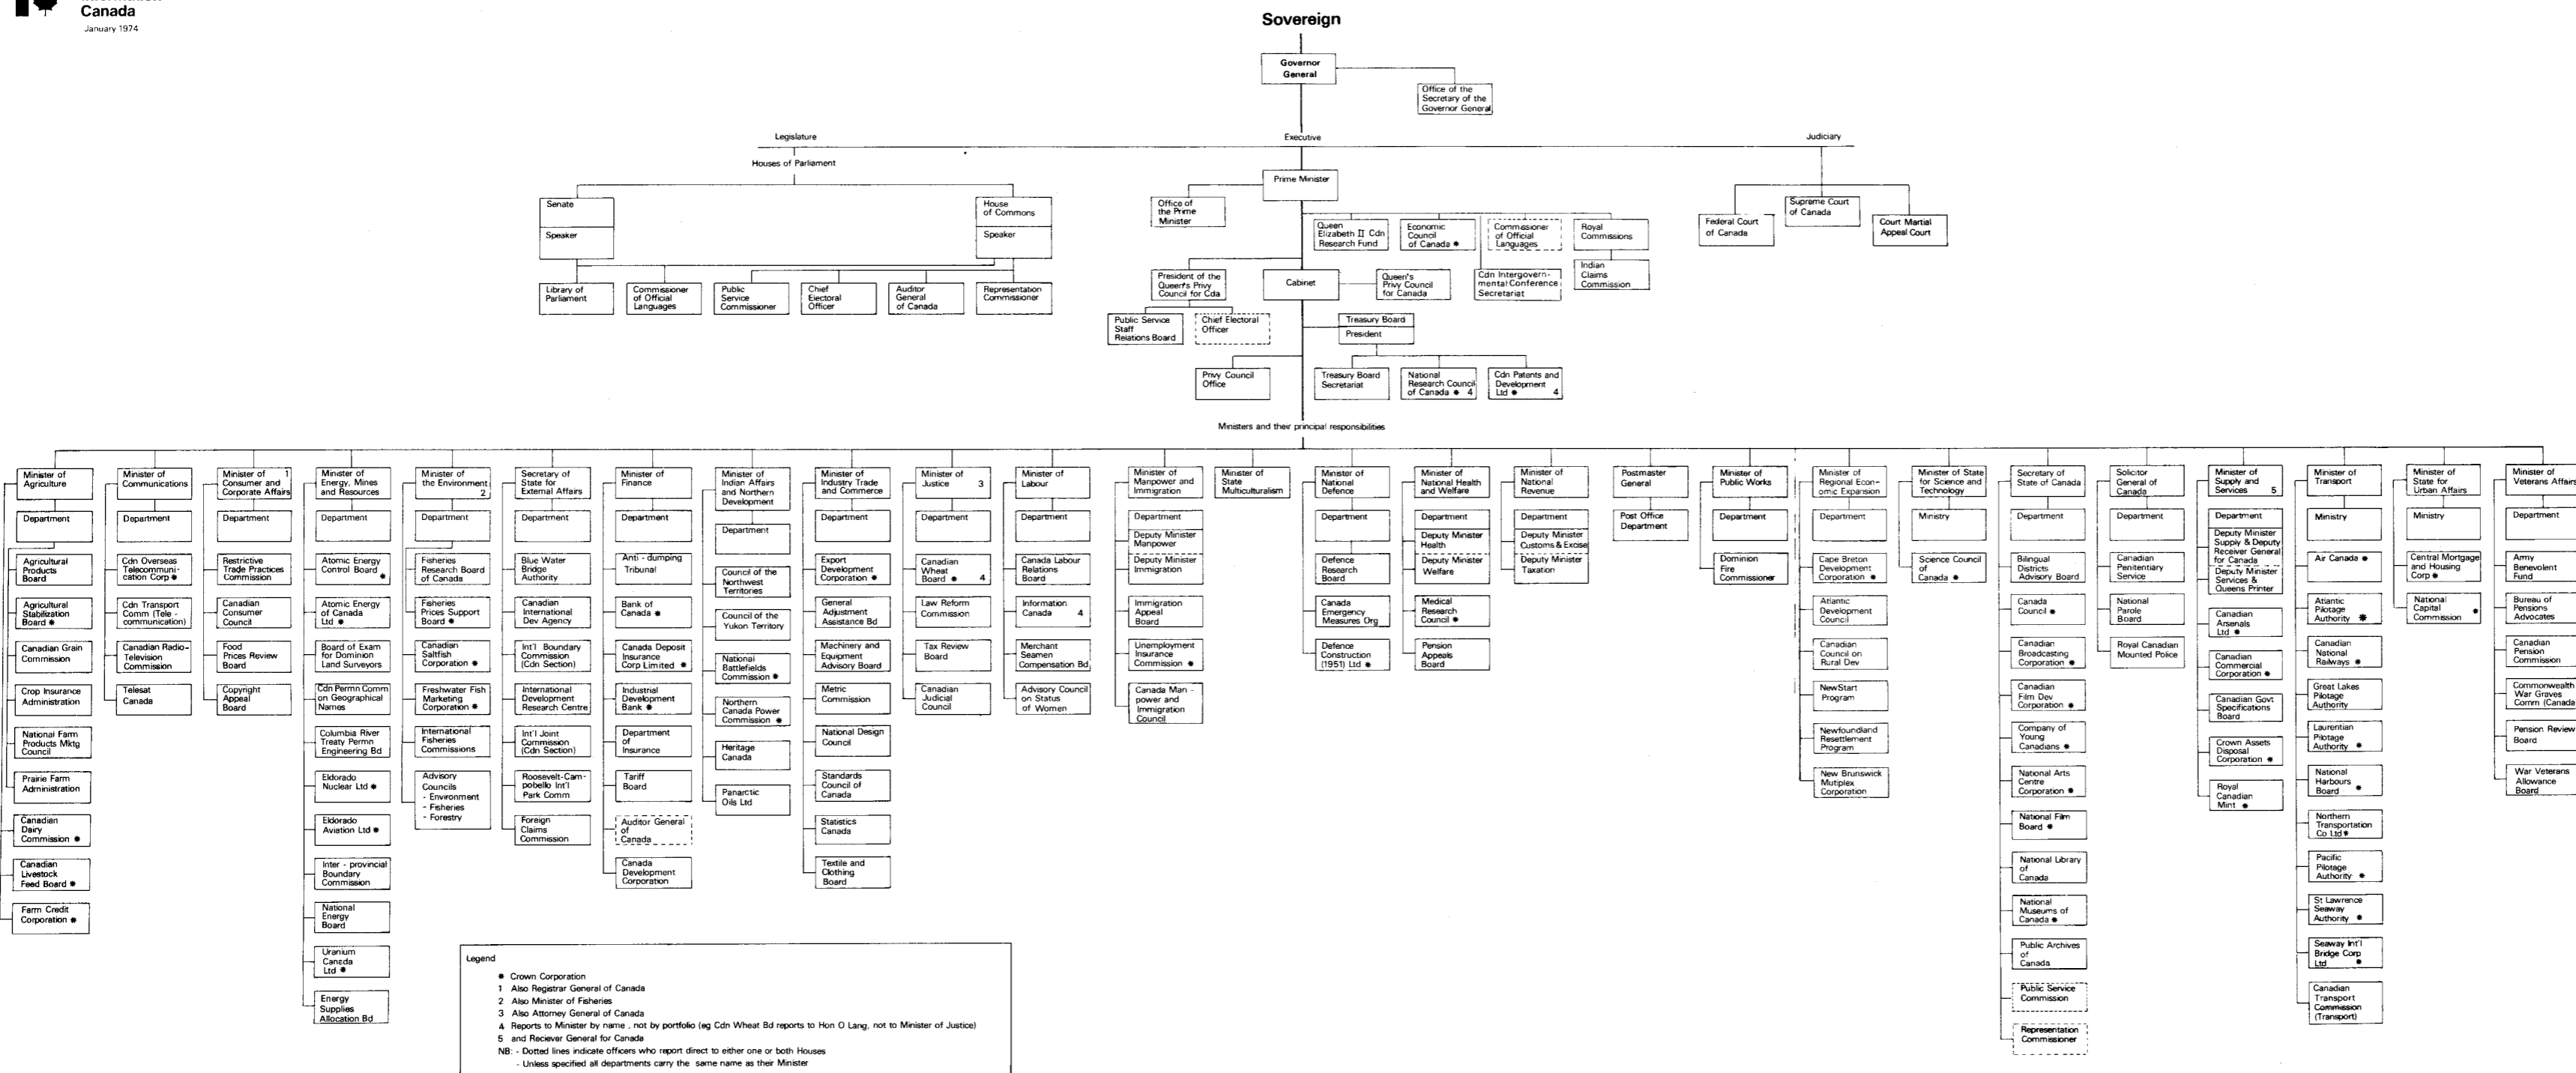 Canada
January 1974
Sovereign
Governor
General
Office of the
Secretary of the
Governor General
Legislature
Executive
Judiciary
Houses of Parliament
Prime Minister
Senate
Speaker
House
of Commons
Speaker
Office of
the Prime
Minister
Queen
Elizabeth II Cdn
Research Fund
Economic
Council
of Canada *
Commissioner
of Official
Languages
Royal
Commissions
Federal Court
of Canada
Supreme Court
of Canada
Court Martial
Appeal Court
Library of
Parliament
Commissioner
of Official
Languages
Public
Service
Commissioner
Chief
Electoral
Officer
Auditor
General
of Canada
Representation
Commissioner
President of the
Queen's Privy
Council for Cda
Cabinet
Queen's
Privy Council
for Canada
Cdn Intergovern-
mental Conference
Secretariat
Indian
Claims
Commission
Public Service
Staff
Relations Board
Chief Electoral
Officer
Treasury Board
President
Privy Council
Office
Treasury Board
Secretariat
National
Research Council
of Canada * 4
Cdn Patents and
Development
Ltd * 4
Ministers and their principal responsibilities
Minister of
Agriculture
Department
Agricultural
Products
Board
Agricultural
Stabilization
Board *
Canadian Grain
Commission
Crop Insurance
Administration
National Farm
Products Mktg
Council
Prairie Farm
Administration
Canadian
Dairy
Commission *
Canadian
Livestock
Feed Board *
Farm Credit
Corporation *
Minister of
Communications
Department
Cdn Overseas
Telecommuni-
cation Corp *
Cdn Transport
Comm (Tele -
communication)
Canadian Radio-
Television
Commission
Telesat
Canada
Minister of 1
Consumer and
Corporate Affairs
Department
Restrictive
Trade Practices
Commission
Canadian
Consumer
Council
Food
Prices Review
Board
Copyright
Appeal
Board
Minister of
Energy, Mines
and Resources
Department
Atomic Energy
Control Board
*
Atomic Energy
of Canada
Ltd *
Board of Exam
for Dominion
Land Surveyors
Cdn Permn Comm
on Geographical
Names
Columbia River
Treaty Permn
Engineering Bd
Eldorado
Nuclear Ltd *
Eldorado
Aviation Ltd *
Inter - provincial
Boundary
Commission
National
Energy
Board
Uranium
Canada
Ltd *
Energy
Supplies
Allocation Bd
Minister of
the Environment
2
Department
Fisheries
Research Board
of Canada
Fisheries
Prices Support
Board *
Canadian
Saltfish
Corporation *
Freshwater Fish
Marketing
Corporation *
International
Fisheries
Commissions
Advisory
Councils
- Environment
- Fisheries
- Forestry
Secretary of
State for
External Affairs
Department
Blue Water
Bridge
Authority
Canadian
International
Dev Agency
Int'l Boundary
Commission
(Cdn Section)
International
Development
Research Centre
Int'l Joint
Commission
(Cdn Section)
Roosevelt-Cam-
pobello Int'l
Park Comm
Foreign
Claims
Commission
Minister of
Finance
Department
Anti - dumping
Tribunal
Bank of
Canada *
Canada Deposit
Insurance
Corp Limited *
Industrial
Development
Bank *
Department
of
Insurance
Tariff
Board
Auditor General
of
Canada
Canada
Development
Corporation
Minister of
Indian Affairs
and Northern
Development
Department
Council of the
Northwest
Territories
Council of the
Yukon Territory
National
Battlefields
Commission *
Northern
Canada Power
Commission *
Heritage
Canada
Panarctic
Oils Ltd
Minister of
Industry Trade
and Commerce
Department
Export
Development
Corporation *
General
Adjustment
Assistance Bd
Machinery and
Equipment
Advisory Board
Metric
Commission
National Design
Council
Standards
Council of
Canada
Statistics
Canada
Textile and
Clothing
Board
Minister of
Justice 3
Department
Canadian
Wheat
Board * 4
Law Reform
Commission
Tax Review
Board
Canadian
Judicial
Council
Minister of
Labour
Department
Canada Labour
Relations
Board
Information
Canada 4
Merchant
Seamen
Compensation Bd
Advisory Council
on Status
of Women
Minister of
Manpower and
Immigration
Department
Deputy Minister
Manpower
Deputy Minister
Immigration
Immigration
Appeal
Board
Unemployment
Insurance
Commission *
Canada Man -
power and
Immigration
Council
Minister of
State
Multiculturalism
Minister of
National
Defence
Department
Defence
Research
Board
Canada
Emergency
Measures Org
Defence
Construction
(1951) Ltd *
Minister of
National Health
and Welfare
Department
Deputy Minister
Health
Deputy Minister
Welfare
Medical
Research
Council *
Pension
Appeals
Board
Minister of
National
Revenue
Department
Deputy Minister
Customs & Excise
Deputy Minister
Taxation
Postmaster
General
Post Office
Department
Minister of
Public Works
Department
Dominion
Fire
Commissioner
Minister of
Regional Econ-
omic Expansion
Department
Cape Breton
Development
Corporation *
Atlantic
Development
Council
Canadian
Council on
Rural Dev
NewStart
Program
Newfoundland
Resettlement
Program
New Brunswick
Mutiplex
Corporation
Minister of State
for Science and
Technology
Ministry
Science Council
of
Canada *
Secretary of
State of Canada
Department
Bilingual
Districts
Advisory Board
Canada
Council *
Canadian
Broadcasting
Corporation *
Canadian
Film Dev
Corporation *
Company of
Young
Canadians *
National Arts
Centre
Corporation *
National Film
Board *
National Library
of
Canada
National
Museums of
Canada *
Public Archives
of
Canada
Public Service
Commission
Representation
Commissioner
Solicitor
General of
Canada
Department
Canadian
Penitentiary
Service
National
Parole
Board
Royal Canadian
Mounted Police
Minister of
Supply and
Services 5
Department
Deputy Minister
Supply & Deputy
Receiver General
for Canada
Deputy Minister
Services &
Queens Printer
Canadian
Arsenals
Ltd *
Canadian
Commercial
Corporation *
Canadian Govt
Specifications
Board
Crown Assets
Disposal
Corporation *
Royal
Canadian
Mint *
Minister of
Transport
Ministry
Air Canada *
Atlantic
Pilotage
Authority *
Canadian
National
Railways *
Great Lakes
Pilotage
Authority
Laurentian
Pilotage
Authority *
National
Harbours
Board *
Northern
Transportation
Co Ltd *
Pacific
Pilotage
Authority *
St Lawrence
Seaway
Authority *
Seaway Int'l
Bridge Corp
Ltd *
Canadian
Transport
Commission
(Transport)
Minister of
State for
Urban Affairs
Ministry
Central Mortgage
and Housing
Corp *
National
Capital
Commission *
Minister of
Veterans Affairs
Department
Army
Benevolent
Fund
Bureau of
Pensions
Advocates
Canadian
Pension
Commission
Commonwealth
War Graves
Comm (Canada
Pension Review
Board
War Veterans
Allowance
Board
Legend
* Crown Corporation
1 Also Registrar General of Canada
2 Also Minister of Fisheries
3 Also Attorney General of Canada
4 Reports to Minister by name , not by portfolio (eg Cdn Wheat Bd reports to Hon O Lang, not to Minister of Justice)
5 and Reciever General for Canada
NB: - Dotted lines indicate officers who report direct to either one or both Houses
- Unless specified all departments carry the same name as their Minister